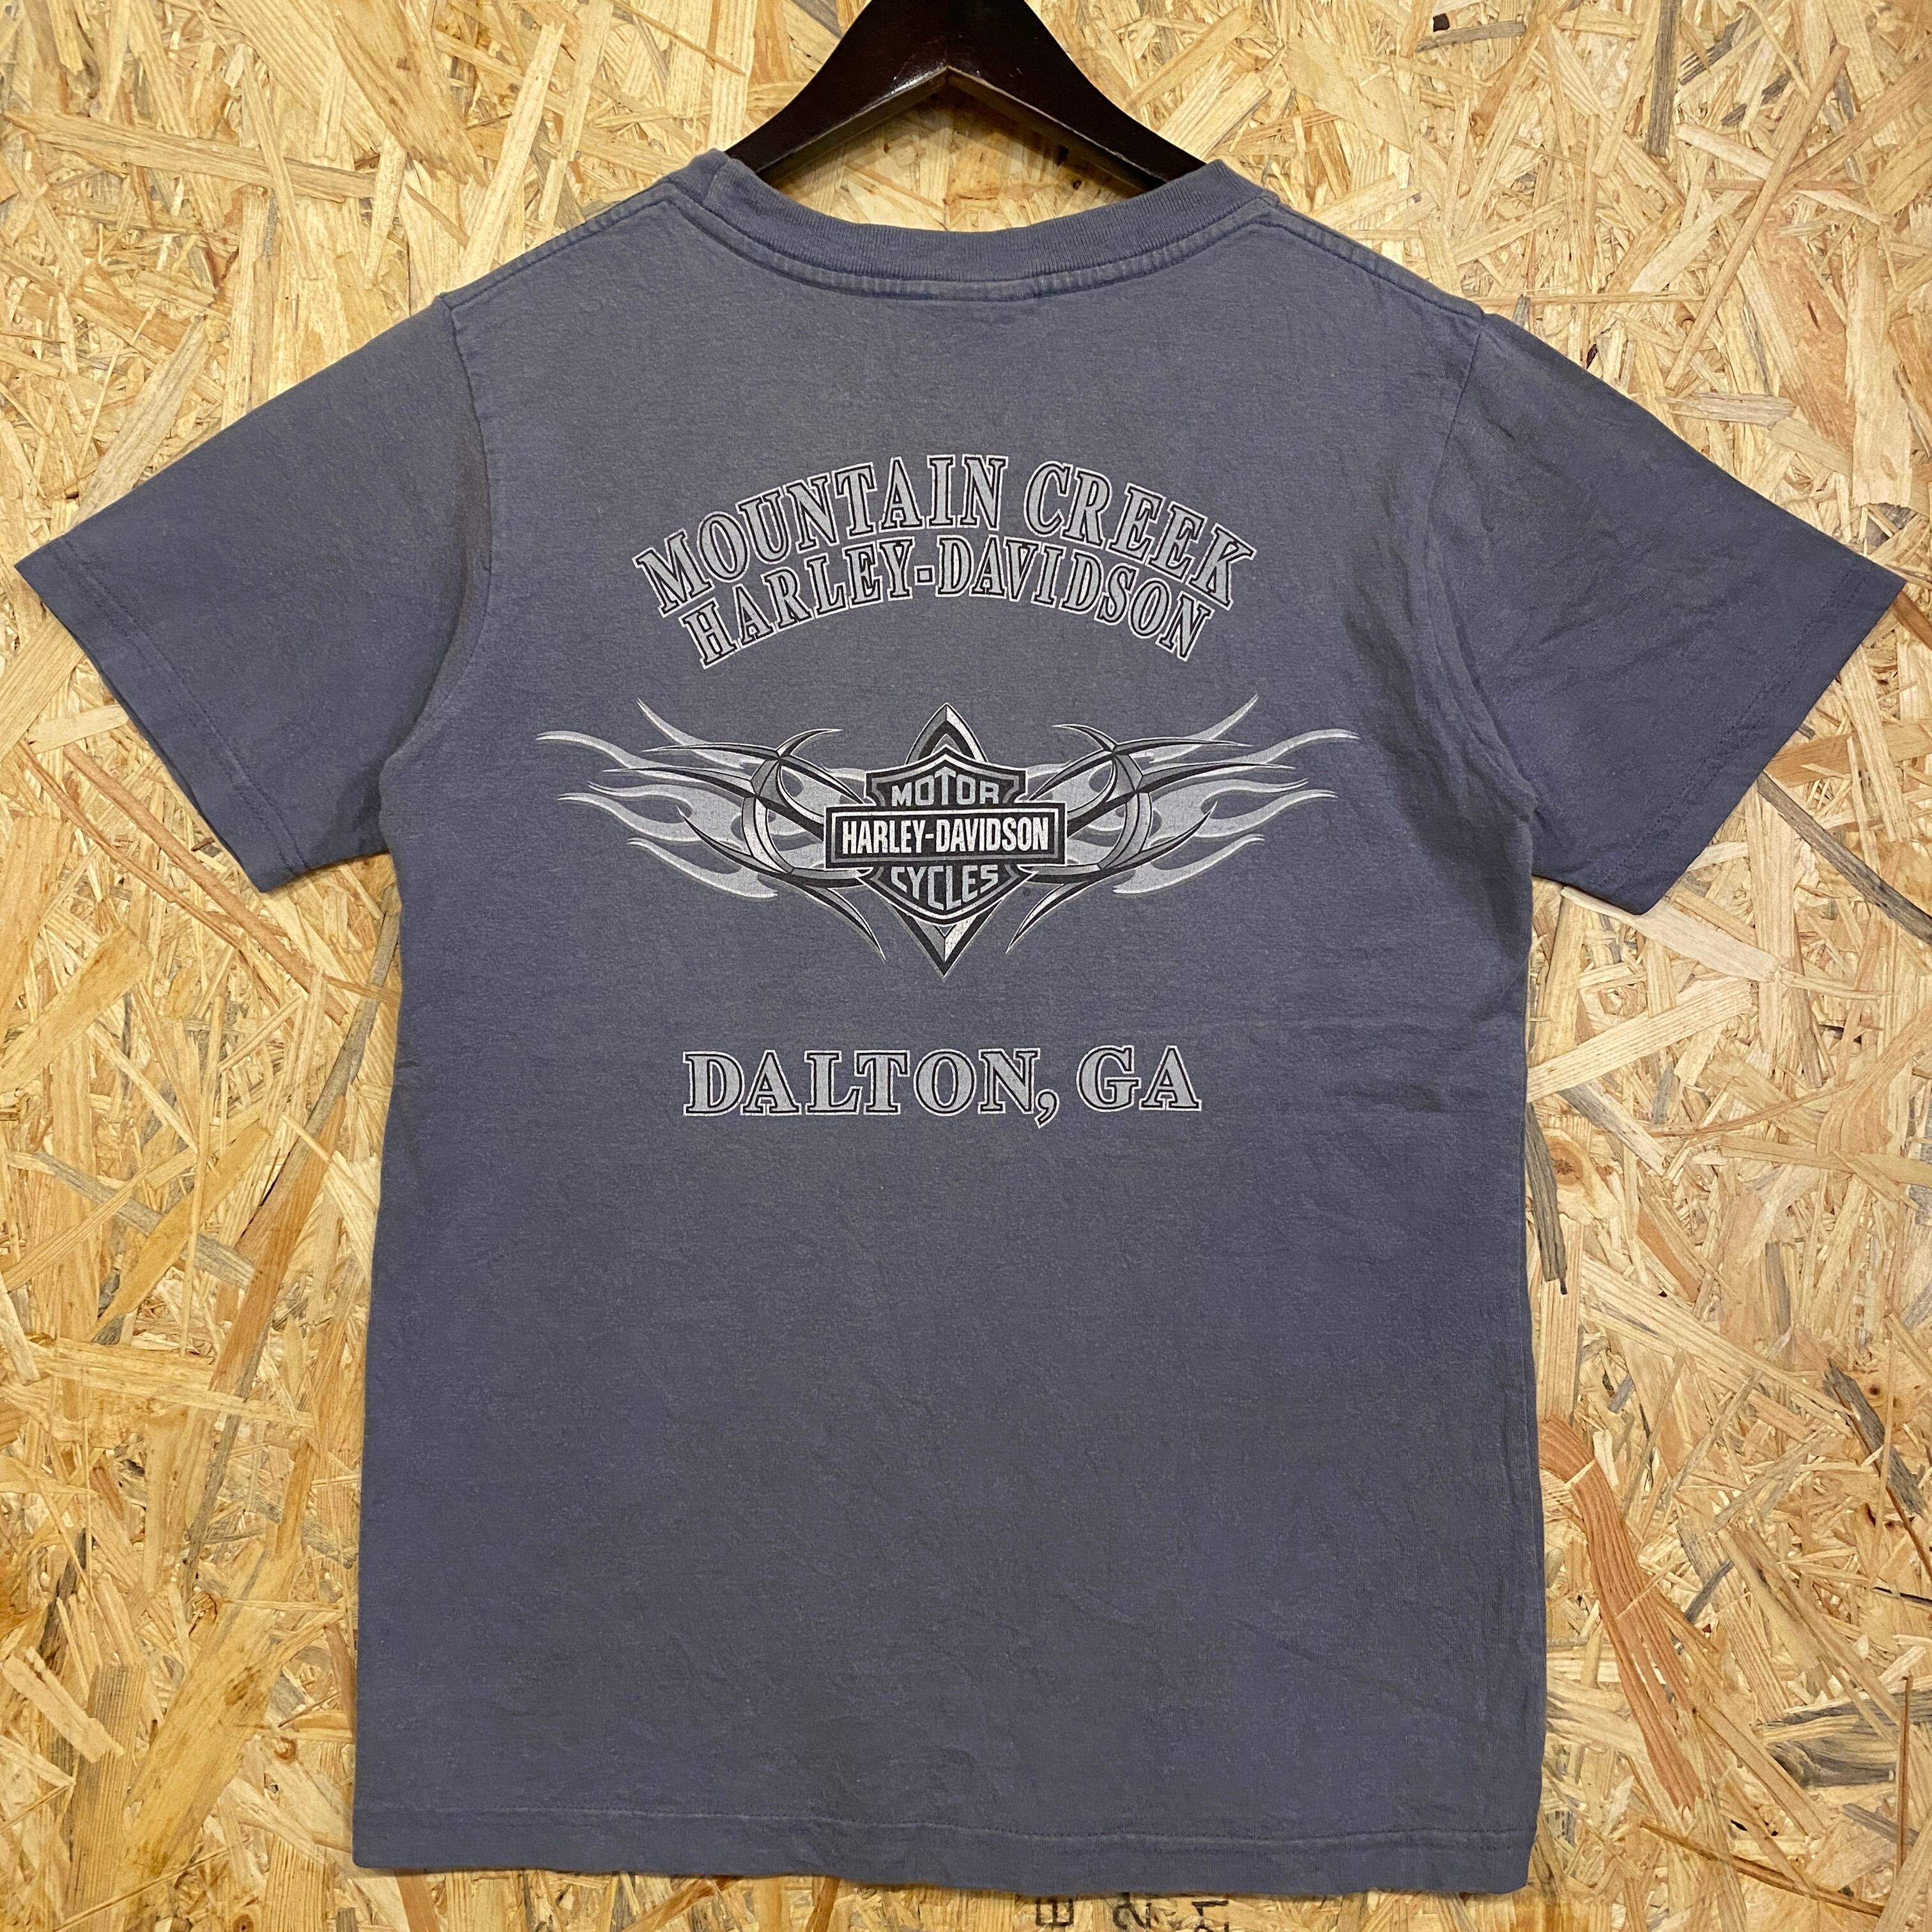 MOUNTAIN CREEK
HARLEY-DAVIDSON
MOTOR
HARLEY-DAVIDSON
CYCLES
DALTON, GA